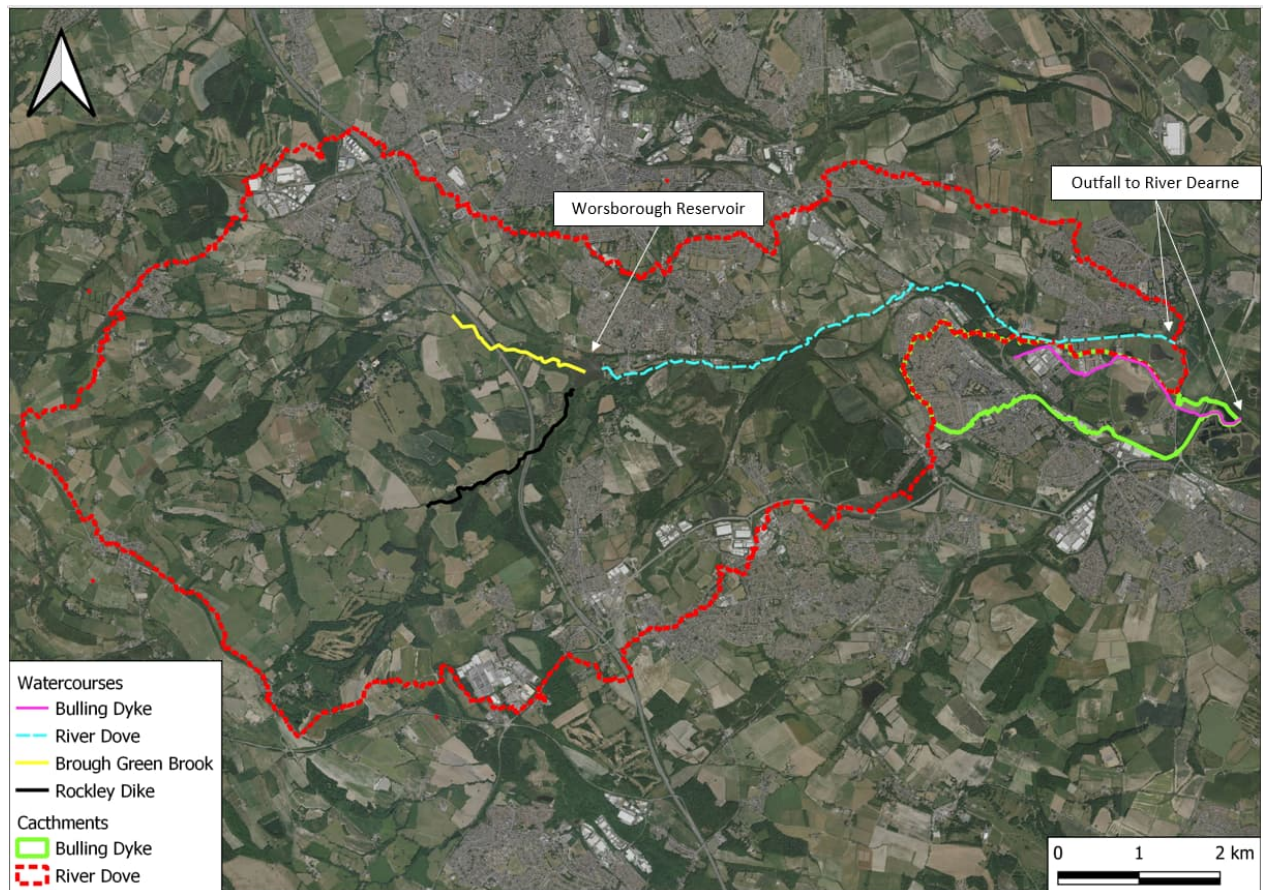 Worsborough Reservoir
Outfall to River Dearne
Watercourses
Bulling Dyke
River Dove
Brough Green Brook
Rockley Dike
Cacthments
Bulling Dyke
River Dove
0 1 2 km